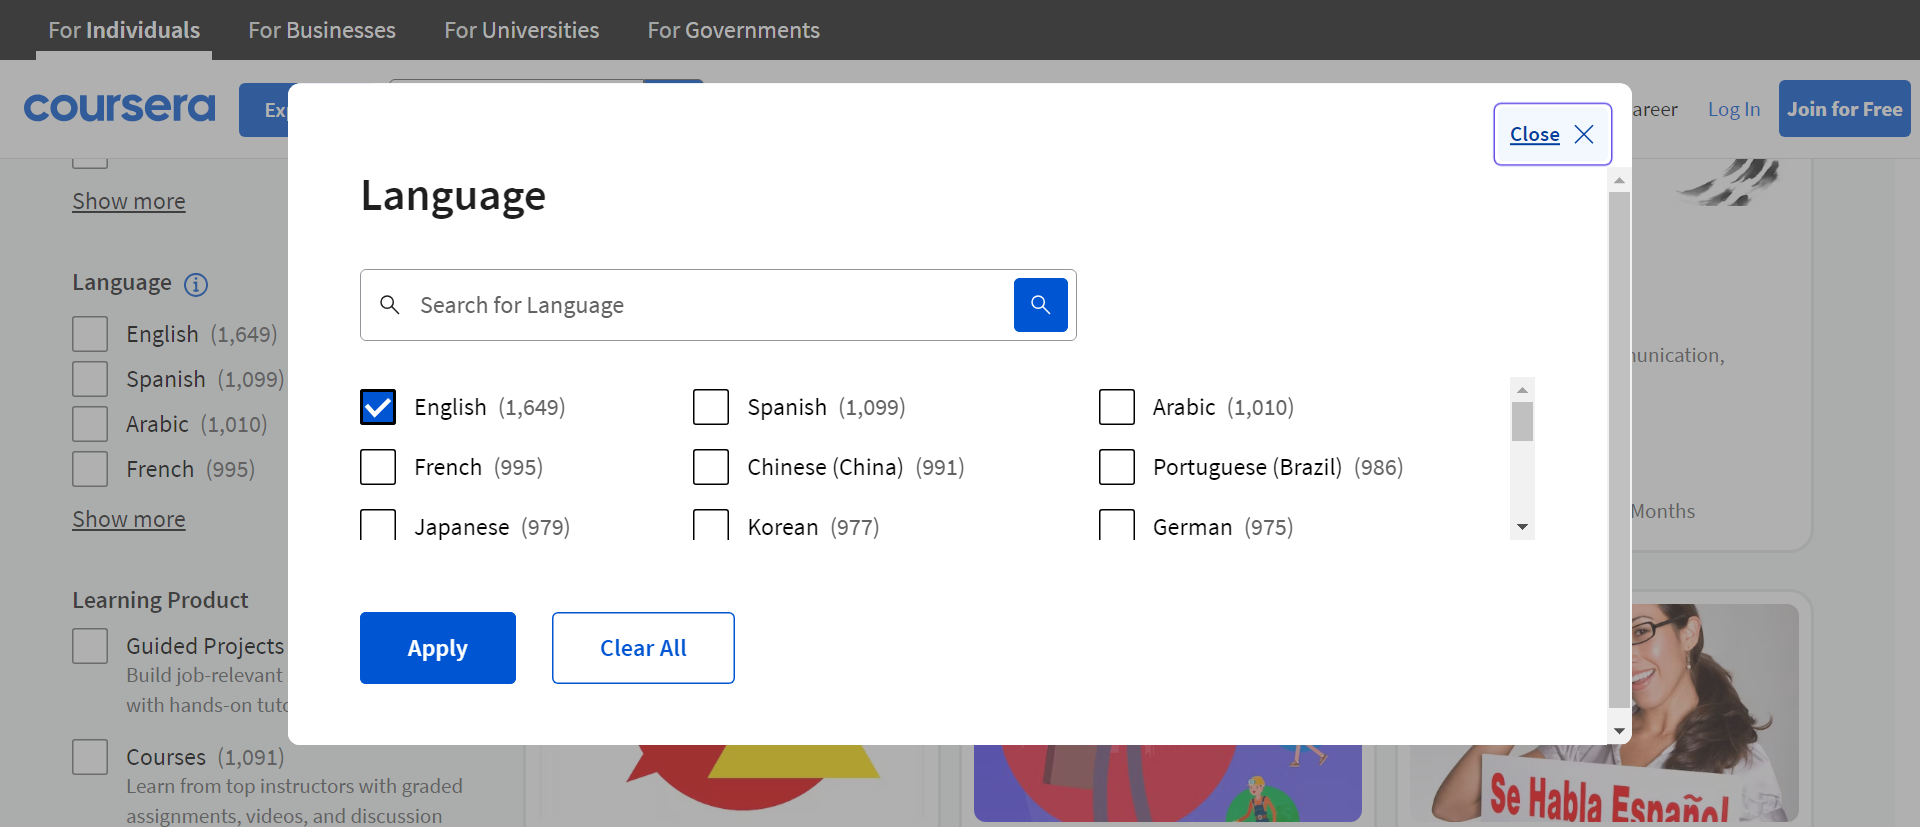 For Individuals
For Businesses
For Universities
For Governments
coursera
Log In
Join for Free
Close
Language
Search for Language
English (1,649)
Spanish (1,099)
Arabic (1,010)
French (995)
Chinese (China) (991)
Portuguese (Brazil) (986)
Japanese (979)
Korean (977)
German (975)
Apply
Clear All
Show more
Language
English (1,649)
Spanish (1,099)
Arabic (1,010)
French (995)
Show more
Learning Product
Guided Projects
Build job-relevant
with hands-on
Courses (1,091)
Learn from top instructors with graded
assignments, videos, and discussion
Months
Se Habla Español